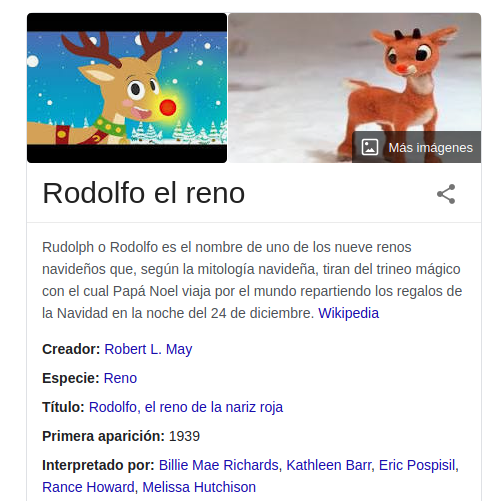 Más imágenes
Rodolfo el reno
Rudolph o Rodolfo es el nombre de uno de los nueve renos
navideños que, según la mitología navideña, tiran del trineo mágico
con el cual Papá Noel viaja por el mundo repartiendo los regalos de
la Navidad en la noche del 24 de diciembre. Wikipedia
Creador: Robert L. May
Especie: Reno
Título: Rodolfo, el reno de la nariz roja
Primera aparición: 1939
Interpretado por: Billie Mae Richards, Kathleen Barr, Eric Pospisil,
Rance Howard, Melissa Hutchison